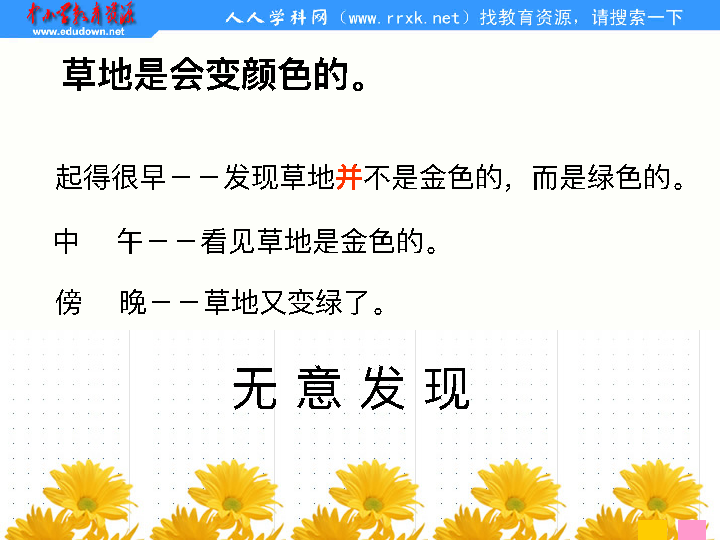 中小学教育资源
www.edudown.net
人人学科网（www.rrxk.net）找教育资源，请搜索一下
草地是会变颜色的。
起得很早－－发现草地并不是金色的，而是绿色的。
中　午－－看见草地是金色的。
傍　晚－－草地又变绿了。
无 意 发 现